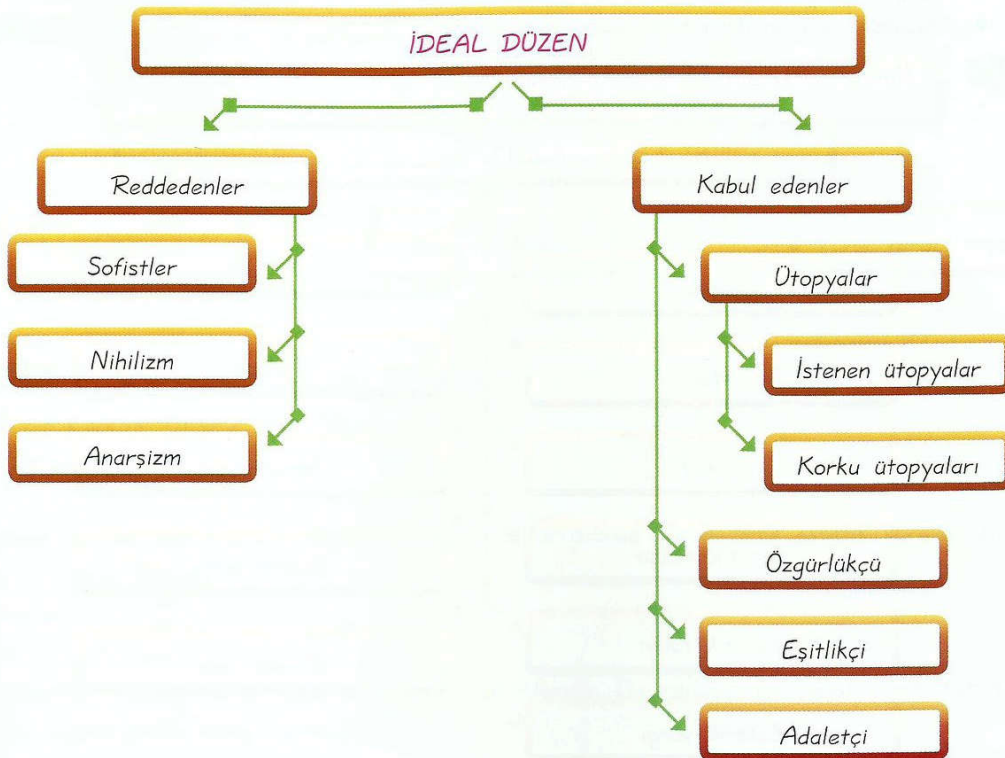 İDEAL DÜZEN
Reddedenler
Sofistler
Nihilizm
Anarşizm
Kabul edenler
Ütopyalar
İstenen ütopyalar
Korku ütopyaları
Özgürlükçü
Eşitlikçi
Adaletçi